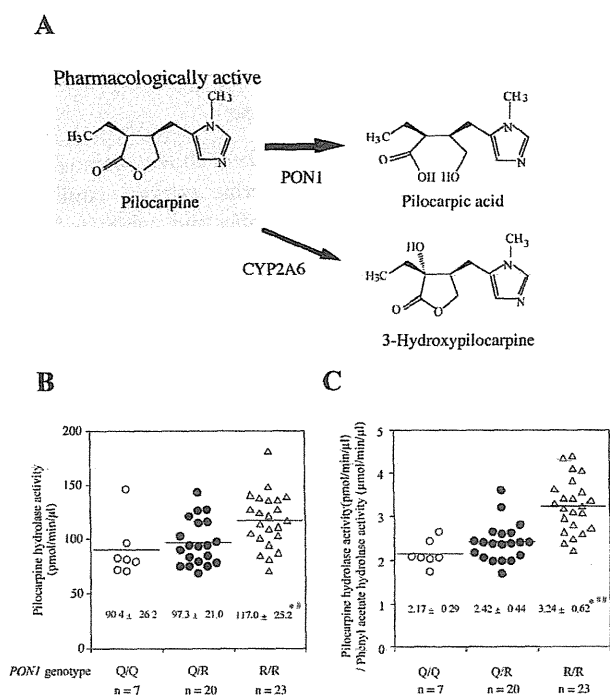 A
Pharmacologically active
CH₃
N
H₃C
N
O
O
Pilocarpine
PON1
CH₃
N
H₃C
N
O
OH HO
Pilocarpic acid
CYP2A6
HO
CH₃
N
H₃C
N
O
O
3-Hydroxypilocarpine
B
Pilocarpine hydrolase activity
(pmol/min/μl)
200
150
100
50
0
90.4 ± 26.2
97.3 ± 21.0
117.0 ± 25.2 *#
PON1 genotype
Q/Q
Q/R
R/R
n = 7
n = 20
n = 23
C
Pilocarpine hydrolase activity(pmol/min/μl)
/ Phenyl acetate hydrolase activity (μmol/min/μl)
5
4
3
2
1
0
2.17 ± 0.29
2.42 ± 0.44
3.24 ± 0.62 *##
Q/Q
Q/R
R/R
n = 7
n = 20
n = 23